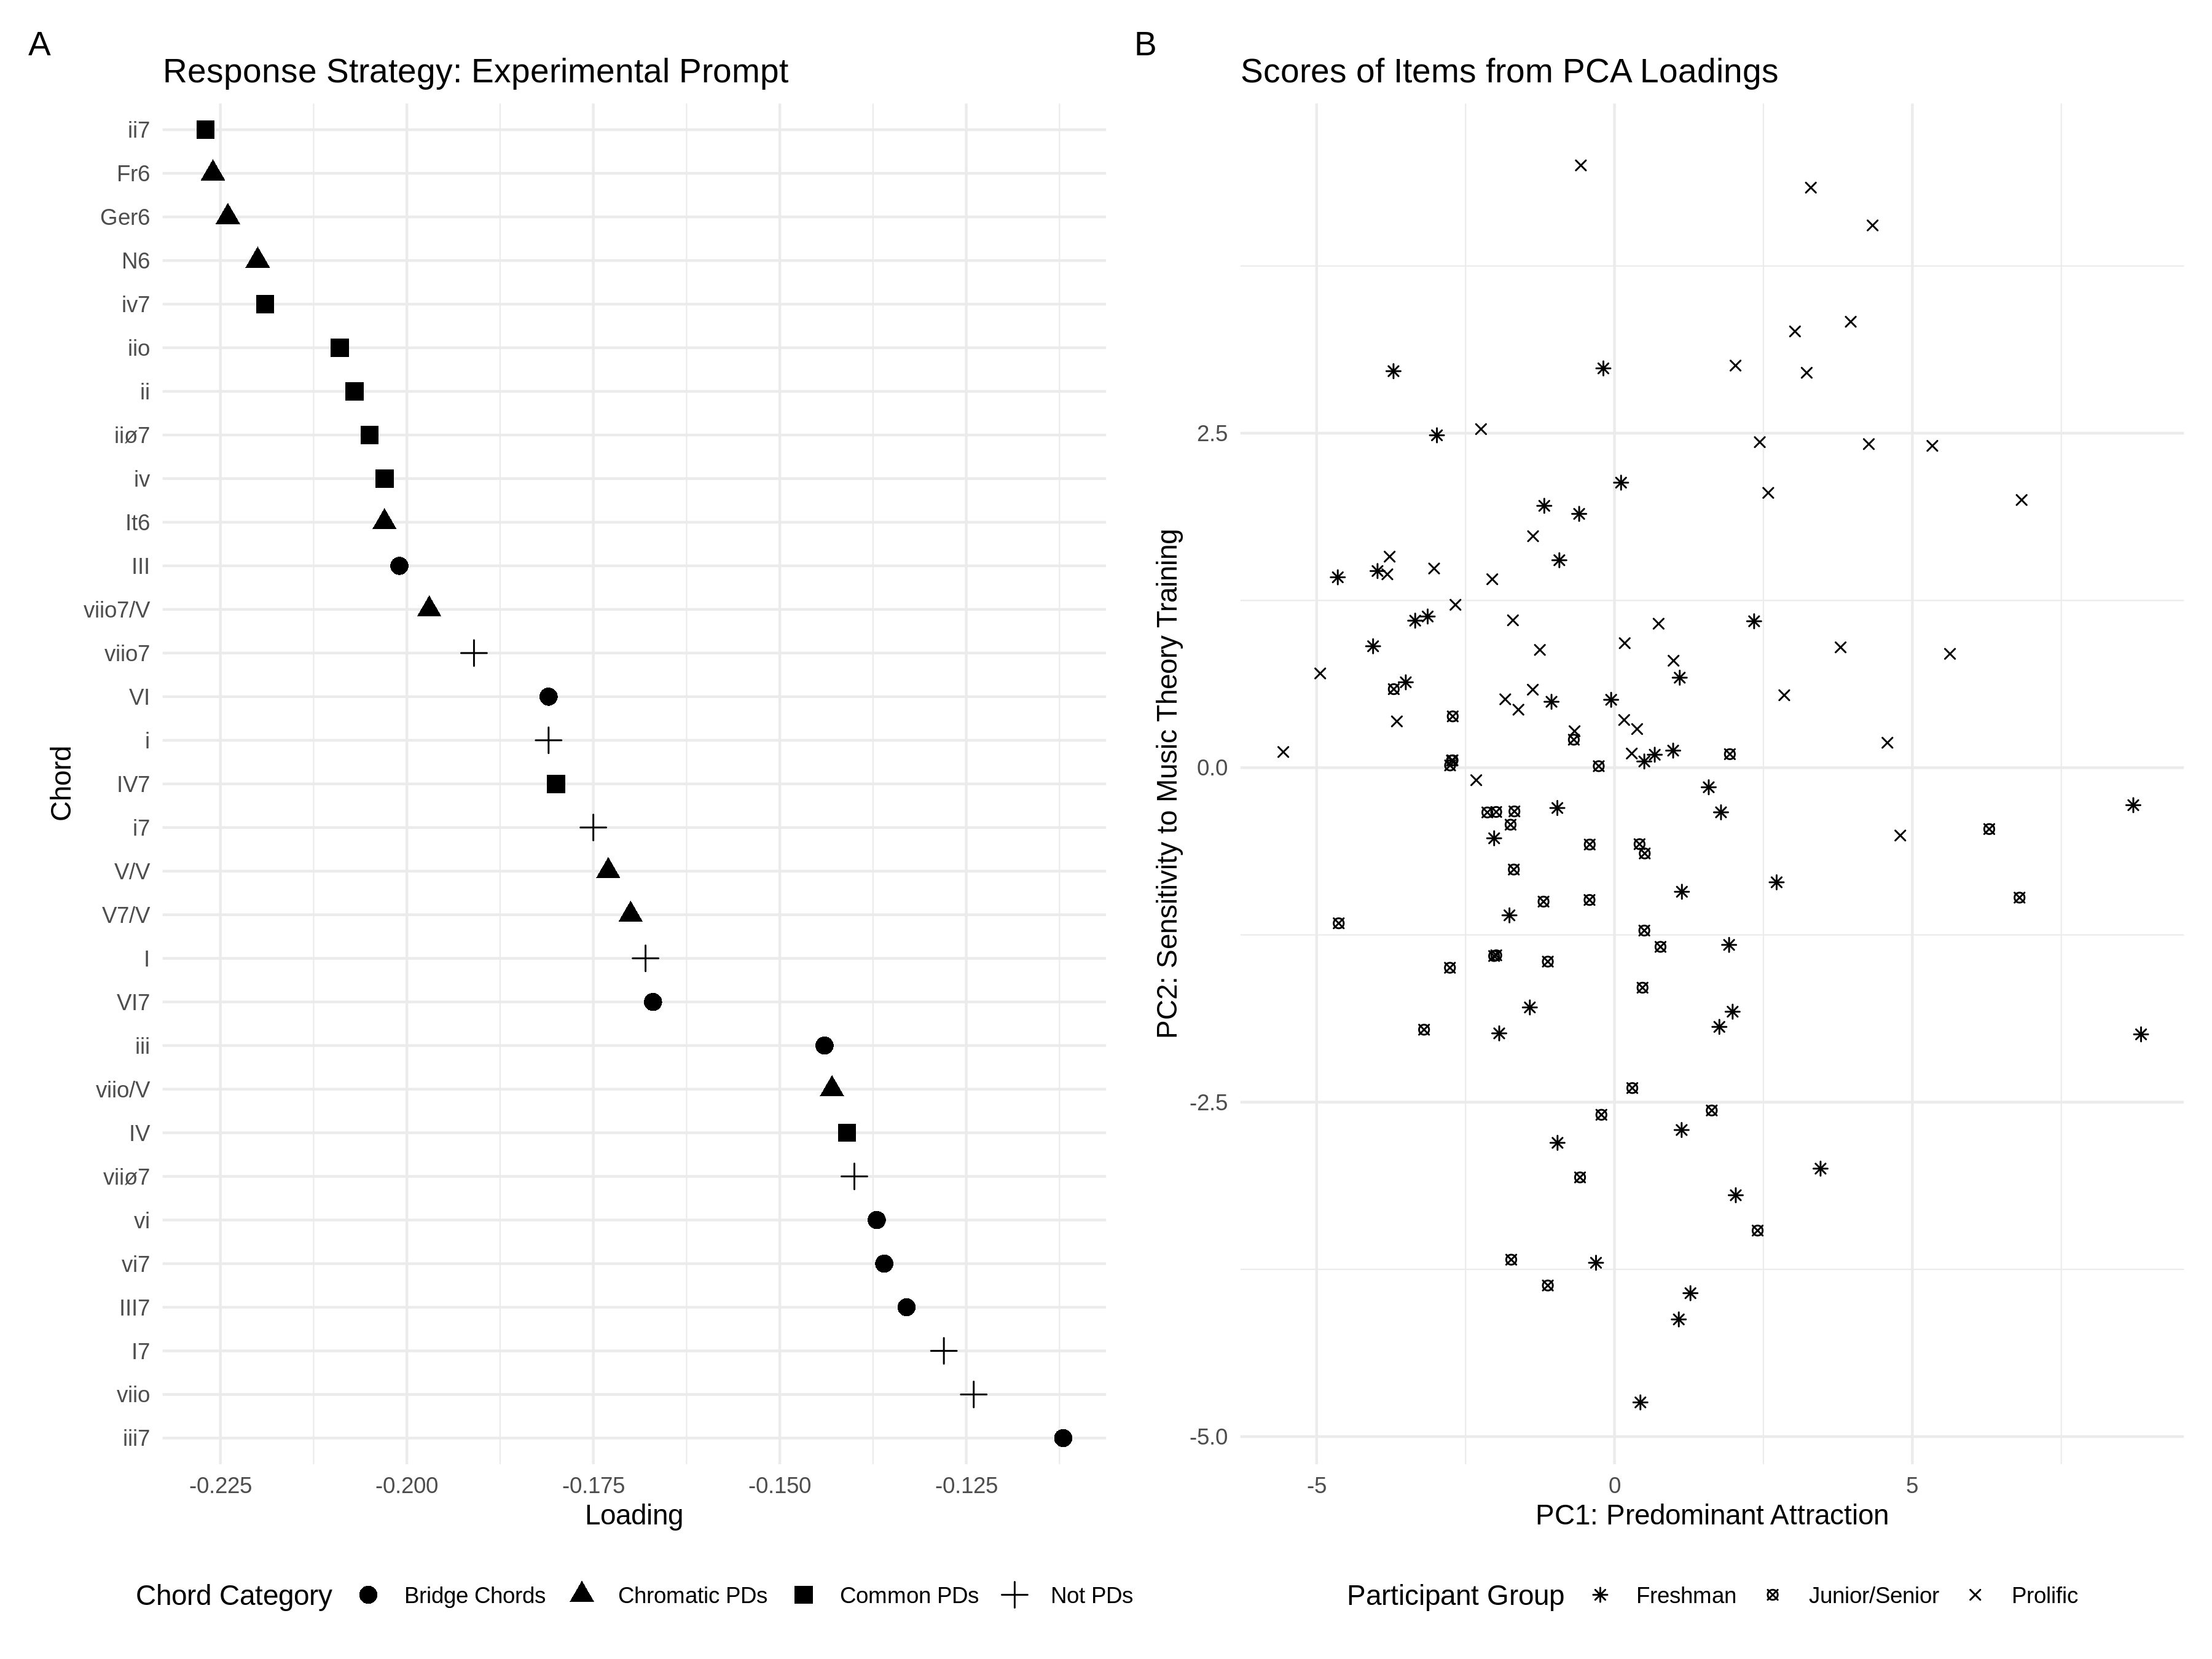 A
Response Strategy: Experimental Prompt
Chord
ii7
Fr6
Ger6
N6
iv7
iio
ii
iiø7
iv
It6
III
viio7/V
viio7
VI
i
IV7
i7
V/V
V7/V
I
VI7
iii
viio/V
IV
viiø7
vi
vi7
III7
I7
viio
iii7
-0.225 -0.200 -0.175 -0.150 -0.125
Loading
Chord Category Bridge Chords Chromatic PDs Common PDs Not PDs
B
Scores of Items from PCA Loadings
PC2: Sensitivity to Music Theory Training
2.5
0.0
-2.5
-5.0
-5 0 5
PC1: Predominant Attraction
Participant Group Freshman Junior/Senior Prolific